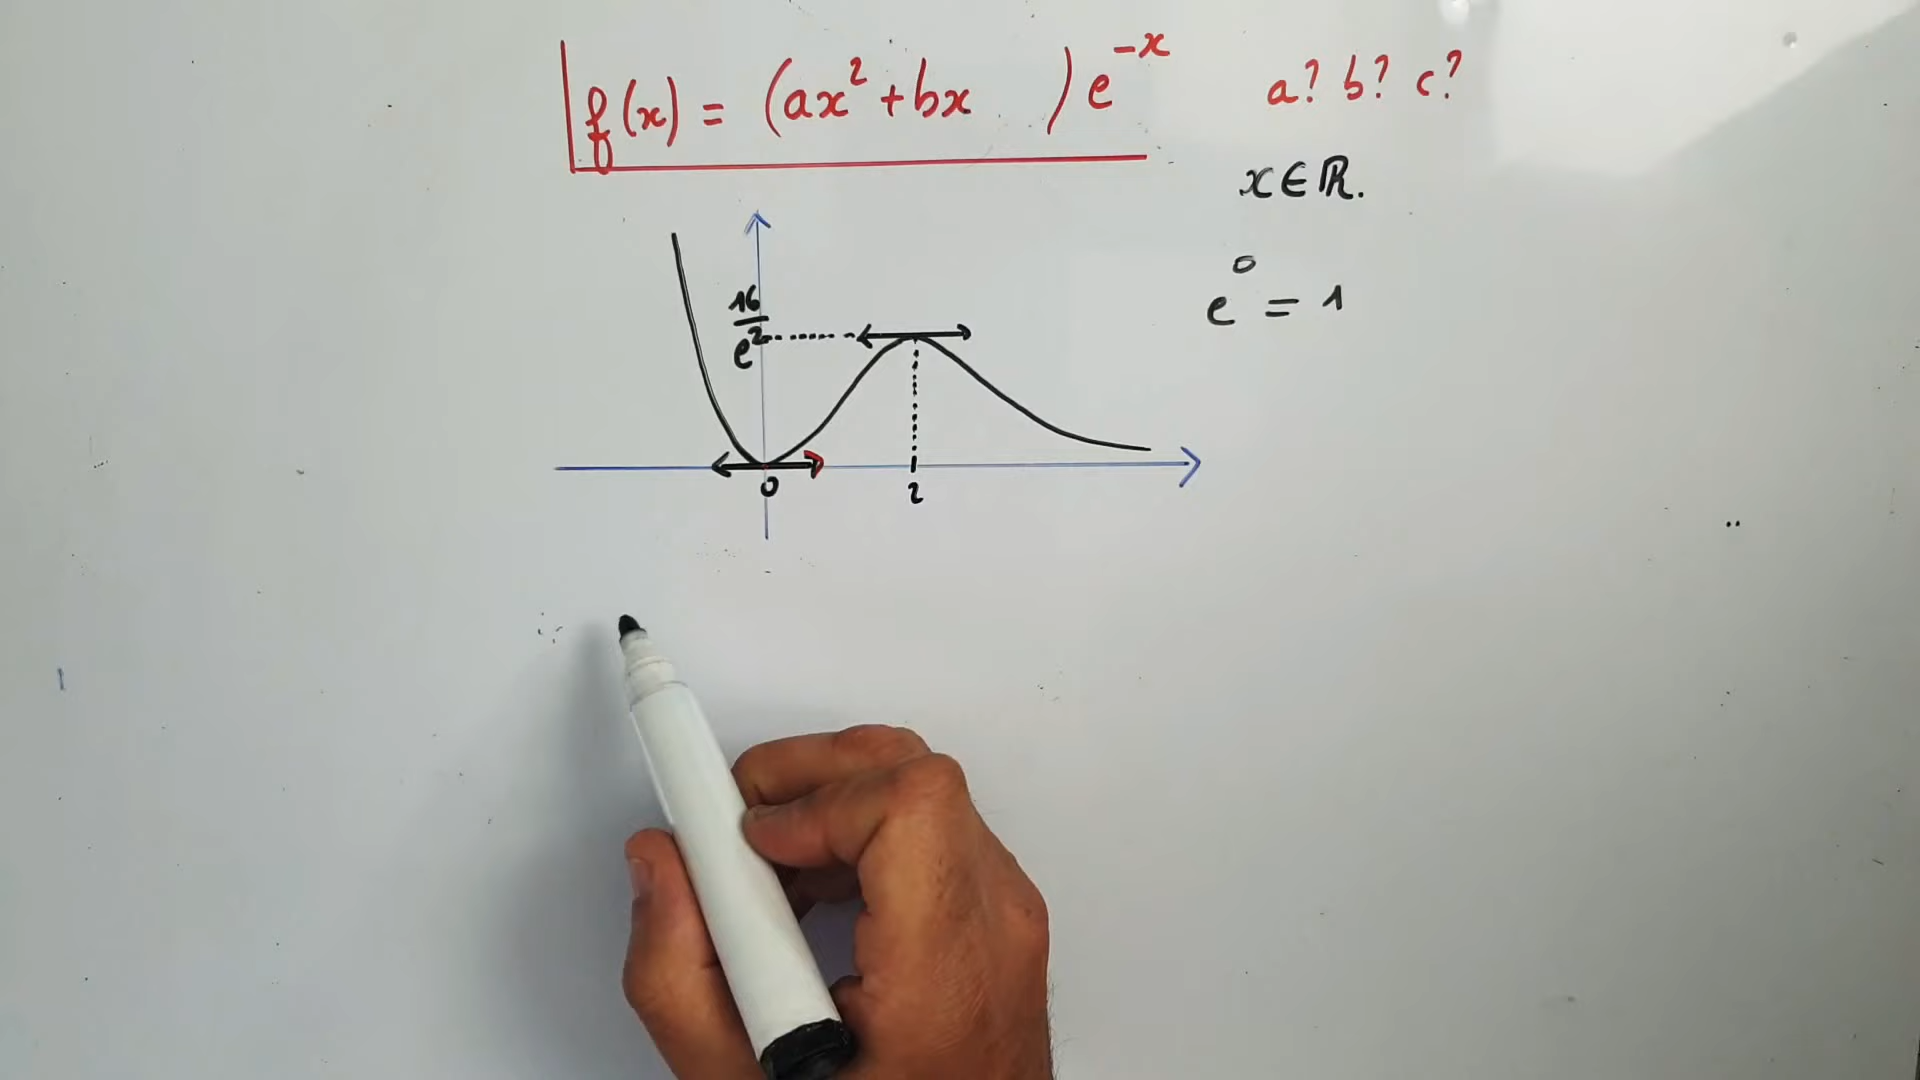 f(x) = (ax² + bx ) e⁻ˣ a? b? c?
x ∈ ℝ.
e⁰ = 1
16
e²
0 2